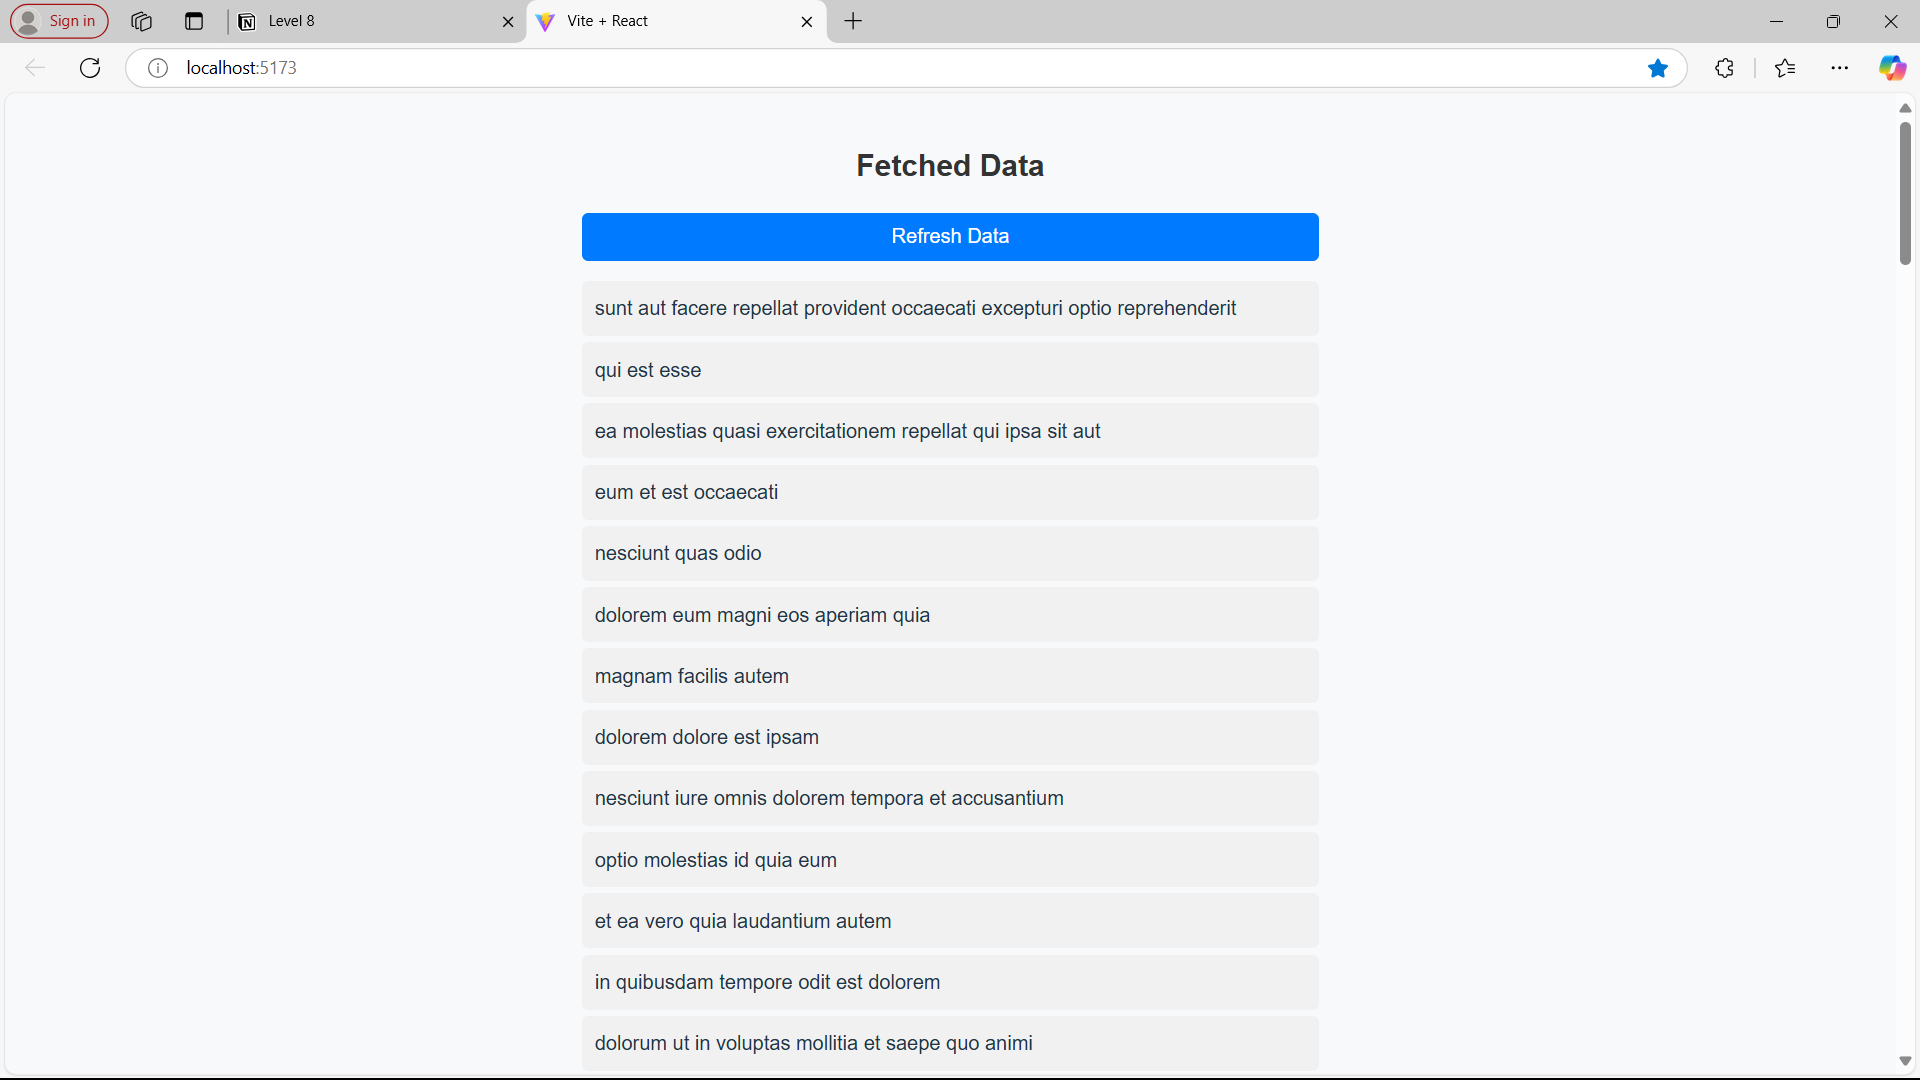 Sign in
Level 8
Vite + React
localhost:5173
Fetched Data
Refresh Data
sunt aut facere repellat provident occaecati excepturi optio reprehenderit
qui est esse
ea molestias quasi exercitationem repellat qui ipsa sit aut
eum et est occaecati
nesciunt quas odio
dolorem eum magni eos aperiam quia
magnam facilis autem
dolorem dolore est ipsam
nesciunt iure omnis dolorem tempora et accusantium
optio molestias id quia eum
et ea vero quia laudantium autem
in quibusdam tempore odit est dolorem
dolorum ut in voluptas mollitia et saepe quo animi